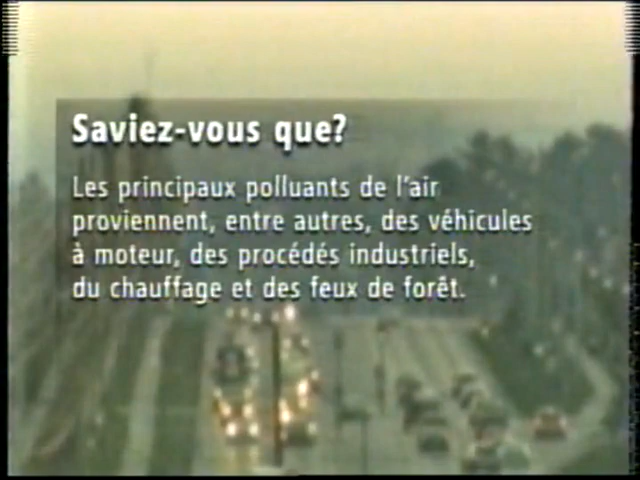 Saviez-vous que?
Les principaux polluants de l'air
proviennent, entre autres, des véhicules
à moteur, des procédés industriels,
du chauffage et des feux de forêt.